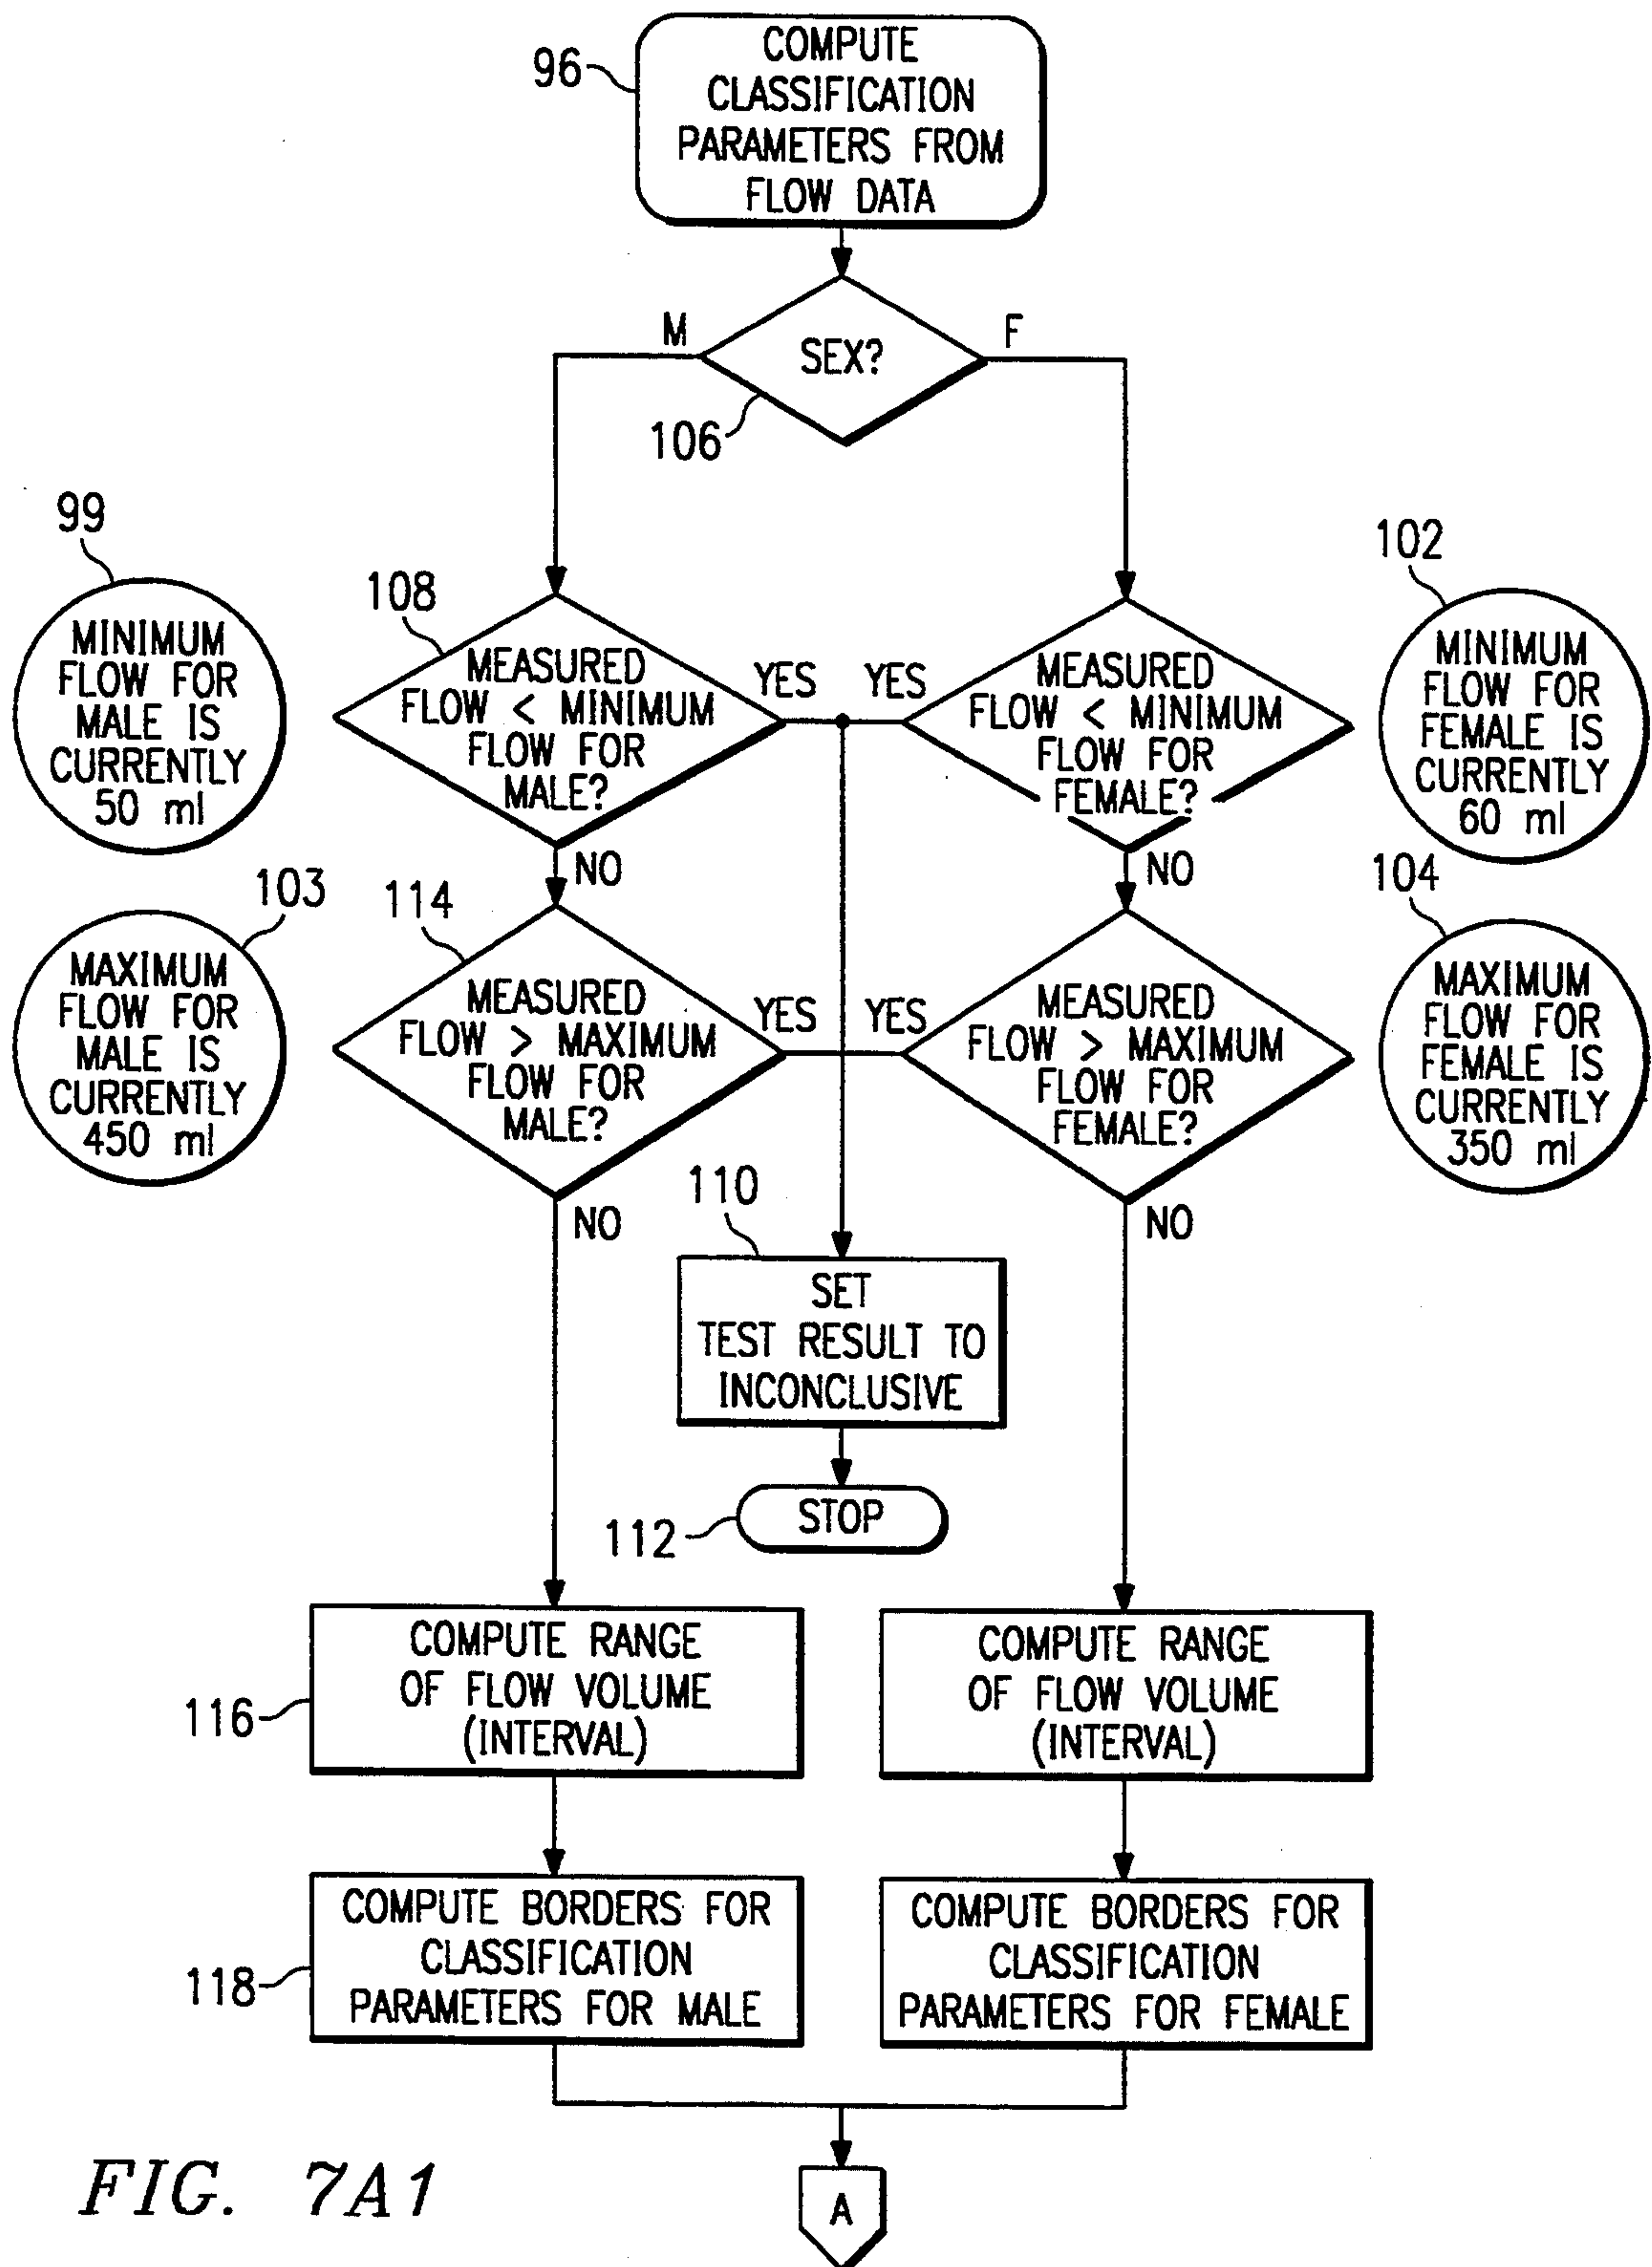 96
COMPUTE
CLASSIFICATION
PARAMETERS FROM
FLOW DATA
M
SEX?
F
106
99
MINIMUM
FLOW FOR
MALE IS
CURRENTLY
50 ml
108
MEASURED
FLOW < MINIMUM
FLOW FOR
MALE?
YES
YES
MEASURED
FLOW < MINIMUM
FLOW FOR
FEMALE?
102
MINIMUM
FLOW FOR
FEMALE IS
CURRENTLY
60 ml
NO
NO
103
MAXIMUM
FLOW FOR
MALE IS
CURRENTLY
450 ml
114
MEASURED
FLOW > MAXIMUM
FLOW FOR
MALE?
YES
YES
MEASURED
FLOW > MAXIMUM
FLOW FOR
FEMALE?
104
MAXIMUM
FLOW FOR
FEMALE IS
CURRENTLY
350 ml
NO
NO
110
SET
TEST RESULT TO
INCONCLUSIVE
112
STOP
116
COMPUTE RANGE
OF FLOW VOLUME
(INTERVAL)
COMPUTE RANGE
OF FLOW VOLUME
(INTERVAL)
118
COMPUTE BORDERS FOR
CLASSIFICATION
PARAMETERS FOR MALE
COMPUTE BORDERS FOR
CLASSIFICATION
PARAMETERS FOR FEMALE
A
FIG. 7A1